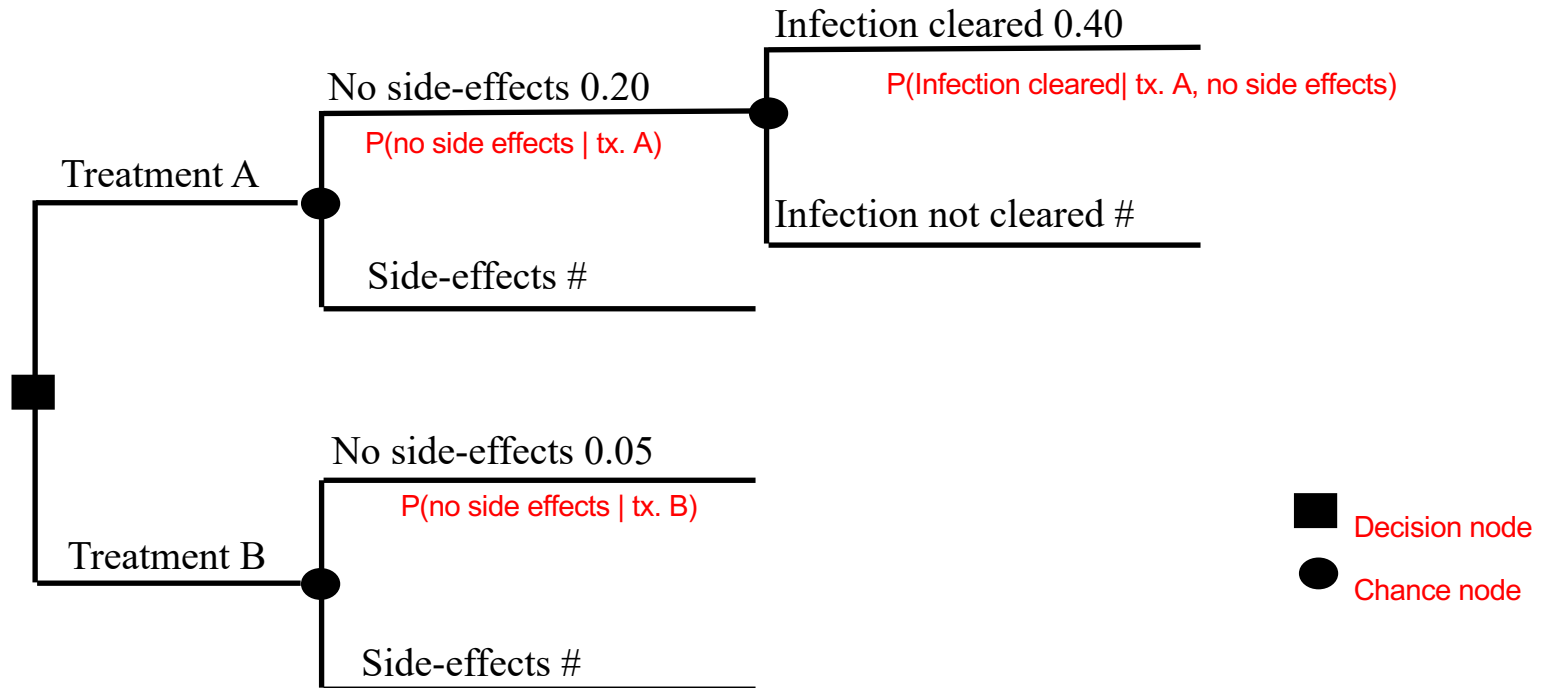 Infection cleared 0.40
P(Infection cleared| tx. A, no side effects)
No side-effects 0.20
P(no side effects | tx. A)
Treatment A
Infection not cleared #
Side-effects #
No side-effects 0.05
P(no side effects | tx. B)
Treatment B
Side-effects #
Decision node
Chance node